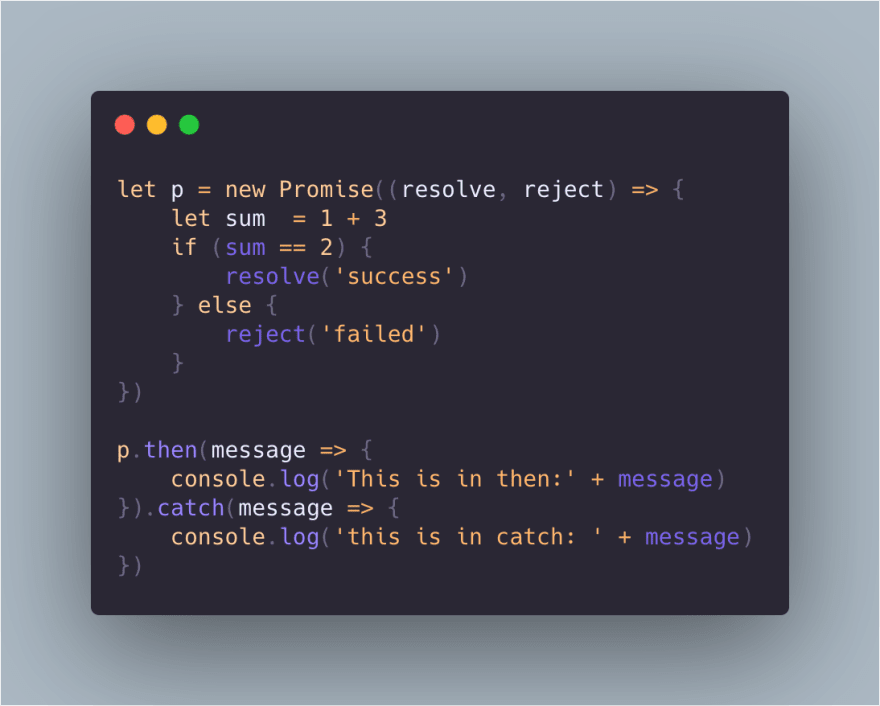 let p = new Promise((resolve, reject) => {
    let sum  = 1 + 3
    if (sum == 2) {
        resolve('success')
    } else {
        reject('failed')
    }
})

p.then(message => {
    console.log('This is in then:' + message)
}).catch(message => {
    console.log('this is in catch: ' + message)
})